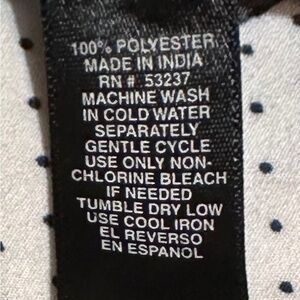 100% POLYESTER
MADE IN INDIA
RN #. 53237
MACHINE WASH
IN COLD WATER
SEPARATELY
GENTLE CYCLE
USE ONLY NON-
CHLORINE BLEACH
IF NEEDED
TUMBLE DRY LOW
USE COOL IRON
EL REVERSO
EN ESPANOL